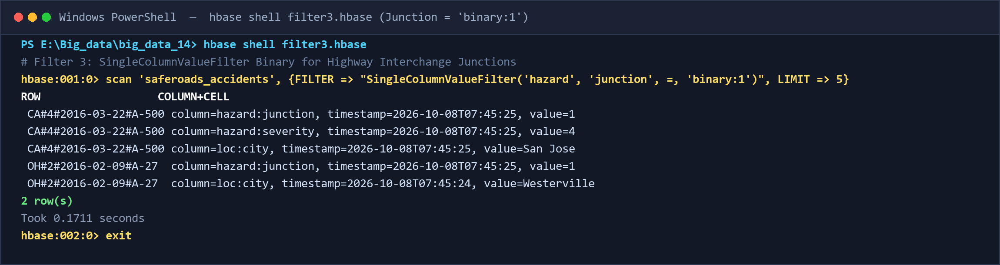 Windows PowerShell — hbase shell filter3.hbase (Junction = 'binary:1')
PS E:\Big_data\big_data_14> hbase shell filter3.hbase
# Filter 3: SingleColumnValueFilter Binary for Highway Interchange Junctions
hbase:001:0> scan 'saferoads_accidents', {FILTER => "SingleColumnValueFilter('hazard', 'junction', =, 'binary:1')", LIMIT => 5}
ROW                  COLUMN+CELL
 CA#4#2016-03-22#A-500 column=hazard:junction, timestamp=2026-10-08T07:45:25, value=1
 CA#4#2016-03-22#A-500 column=hazard:severity, timestamp=2026-10-08T07:45:25, value=4
 CA#4#2016-03-22#A-500 column=loc:city, timestamp=2026-10-08T07:45:25, value=San Jose
 OH#2#2016-02-09#A-27  column=hazard:junction, timestamp=2026-10-08T07:45:25, value=1
 OH#2#2016-02-09#A-27  column=loc:city, timestamp=2026-10-08T07:45:24, value=Westerville
2 row(s)
Took 0.1711 seconds
hbase:002:0> exit